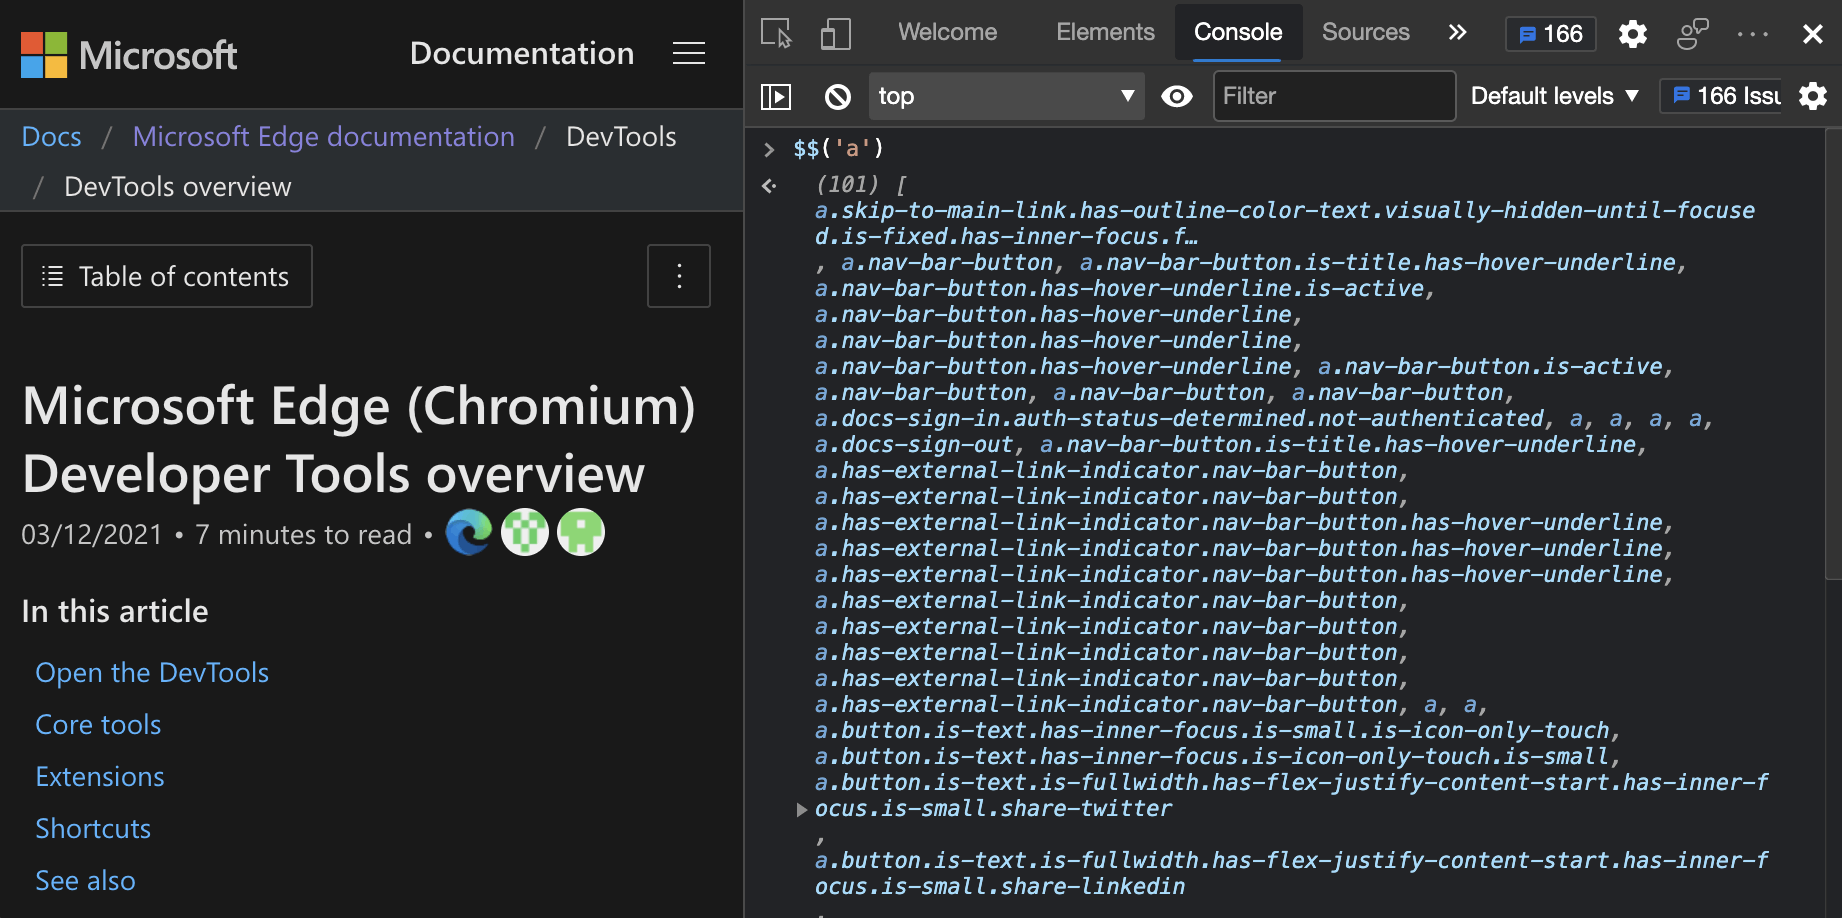 Microsoft
Documentation
Docs / Microsoft Edge documentation / DevTools
/ DevTools overview
Table of contents
Microsoft Edge (Chromium)
Developer Tools overview
03/12/2021 • 7 minutes to read •
In this article
Open the DevTools
Core tools
Extensions
Shortcuts
See also
Welcome Elements Console Sources » 166
top Filter Default levels 166 Issu
> $$('a')
(101) [
a.skip-to-main-link.has-outline-color-text.visually-hidden-until-focuse
d.is-fixed.has-inner-focus.f…
, a.nav-bar-button, a.nav-bar-button.is-title.has-hover-underline,
a.nav-bar-button.has-hover-underline.is-active,
a.nav-bar-button.has-hover-underline,
a.nav-bar-button.has-hover-underline,
a.nav-bar-button.has-hover-underline, a.nav-bar-button.is-active,
a.nav-bar-button, a.nav-bar-button, a.nav-bar-button,
a.docs-sign-in.auth-status-determined.not-authenticated, a, a, a, a,
a.docs-sign-out, a.nav-bar-button.is-title.has-hover-underline,
a.has-external-link-indicator.nav-bar-button,
a.has-external-link-indicator.nav-bar-button,
a.has-external-link-indicator.nav-bar-button.has-hover-underline,
a.has-external-link-indicator.nav-bar-button.has-hover-underline,
a.has-external-link-indicator.nav-bar-button.has-hover-underline,
a.has-external-link-indicator.nav-bar-button,
a.has-external-link-indicator.nav-bar-button,
a.has-external-link-indicator.nav-bar-button,
a.has-external-link-indicator.nav-bar-button,
a.has-external-link-indicator.nav-bar-button, a, a,
a.button.is-text.has-inner-focus.is-small.is-icon-only-touch,
a.button.is-text.has-inner-focus.is-icon-only-touch.is-small,
a.button.is-text.is-fullwidth.has-flex-justify-content-start.has-inner-f
ocus.is-small.share-twitter
,
a.button.is-text.is-fullwidth.has-flex-justify-content-start.has-inner-f
ocus.is-small.share-linkedin